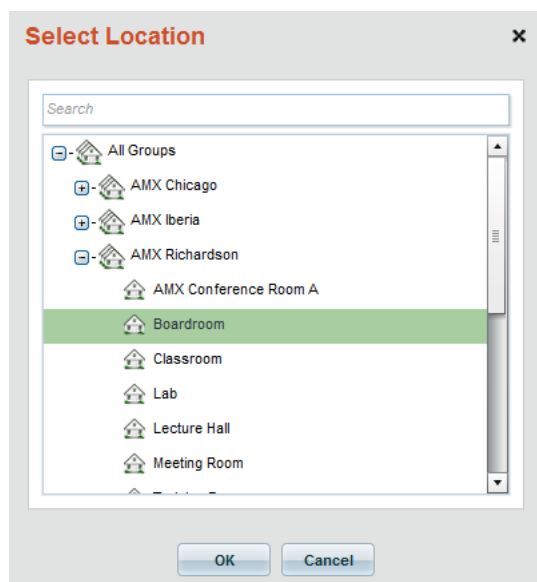 Select Location
Search
All Groups
AMX Chicago
AMX Iberia
AMX Richardson
AMX Conference Room A
Boardroom
Classroom
Lab
Lecture Hall
Meeting Room
OK Cancel